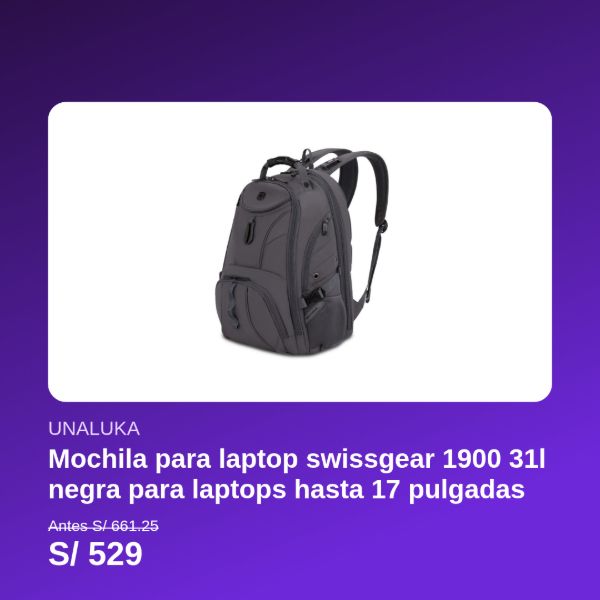 UNALUKA
Mochila para laptop swissgear 1900 31l
negra para laptops hasta 17 pulgadas
Antes S/ 661.25
S/ 529